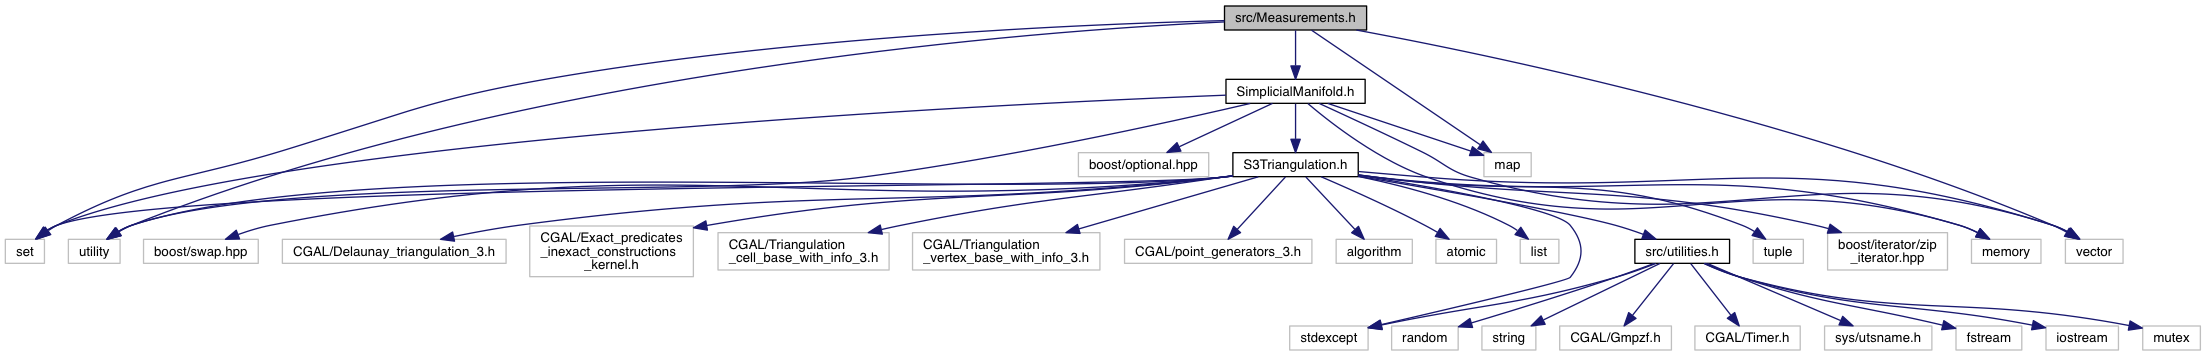 src/Measurements.h
SimplicialManifold.h
boost/optional.hpp
S3Triangulation.h
map
set
utility
boost/swap.hpp
CGAL/Delaunay_triangulation_3.h
CGAL/Exact_predicates
_inexact_constructions
_kernel.h
CGAL/Triangulation
_cell_base_with_info_3.h
CGAL/Triangulation
_vertex_base_with_info_3.h
CGAL/point_generators_3.h
algorithm
atomic
list
src/utilities.h
tuple
boost/iterator/zip
_iterator.hpp
memory
vector
stdexcept
random
string
CGAL/Gmpzf.h
CGAL/Timer.h
sys/utsname.h
fstream
iostream
mutex